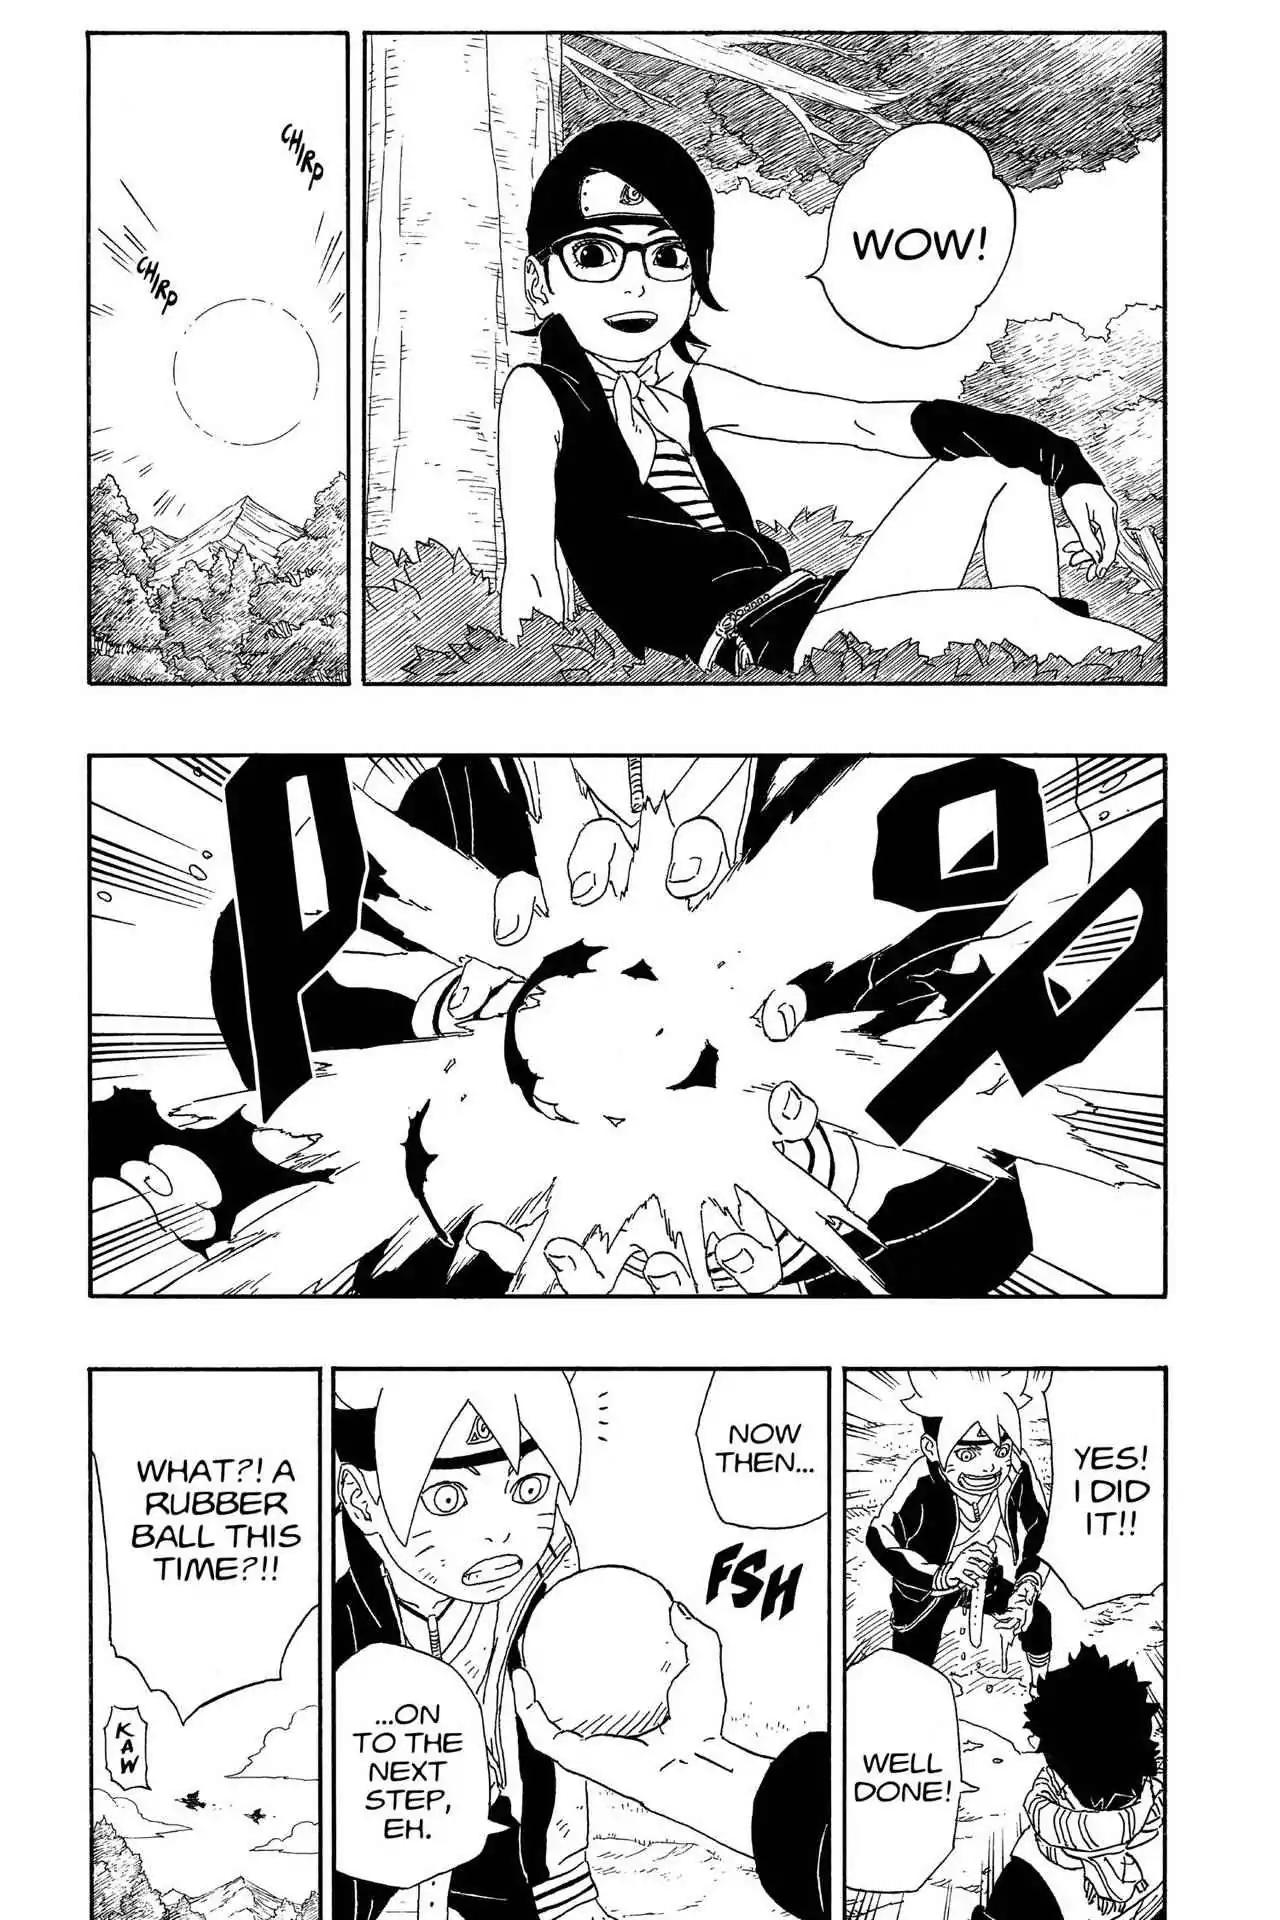 WOW!
CHIRP
CHIRP
POP
YES!
I DID
IT!!
WELL
DONE!
NOW
THEN...
FSH
...ON
TO THE
NEXT
STEP,
EH.
WHAT?! A
RUBBER
BALL THIS
TIME?!!
KAW